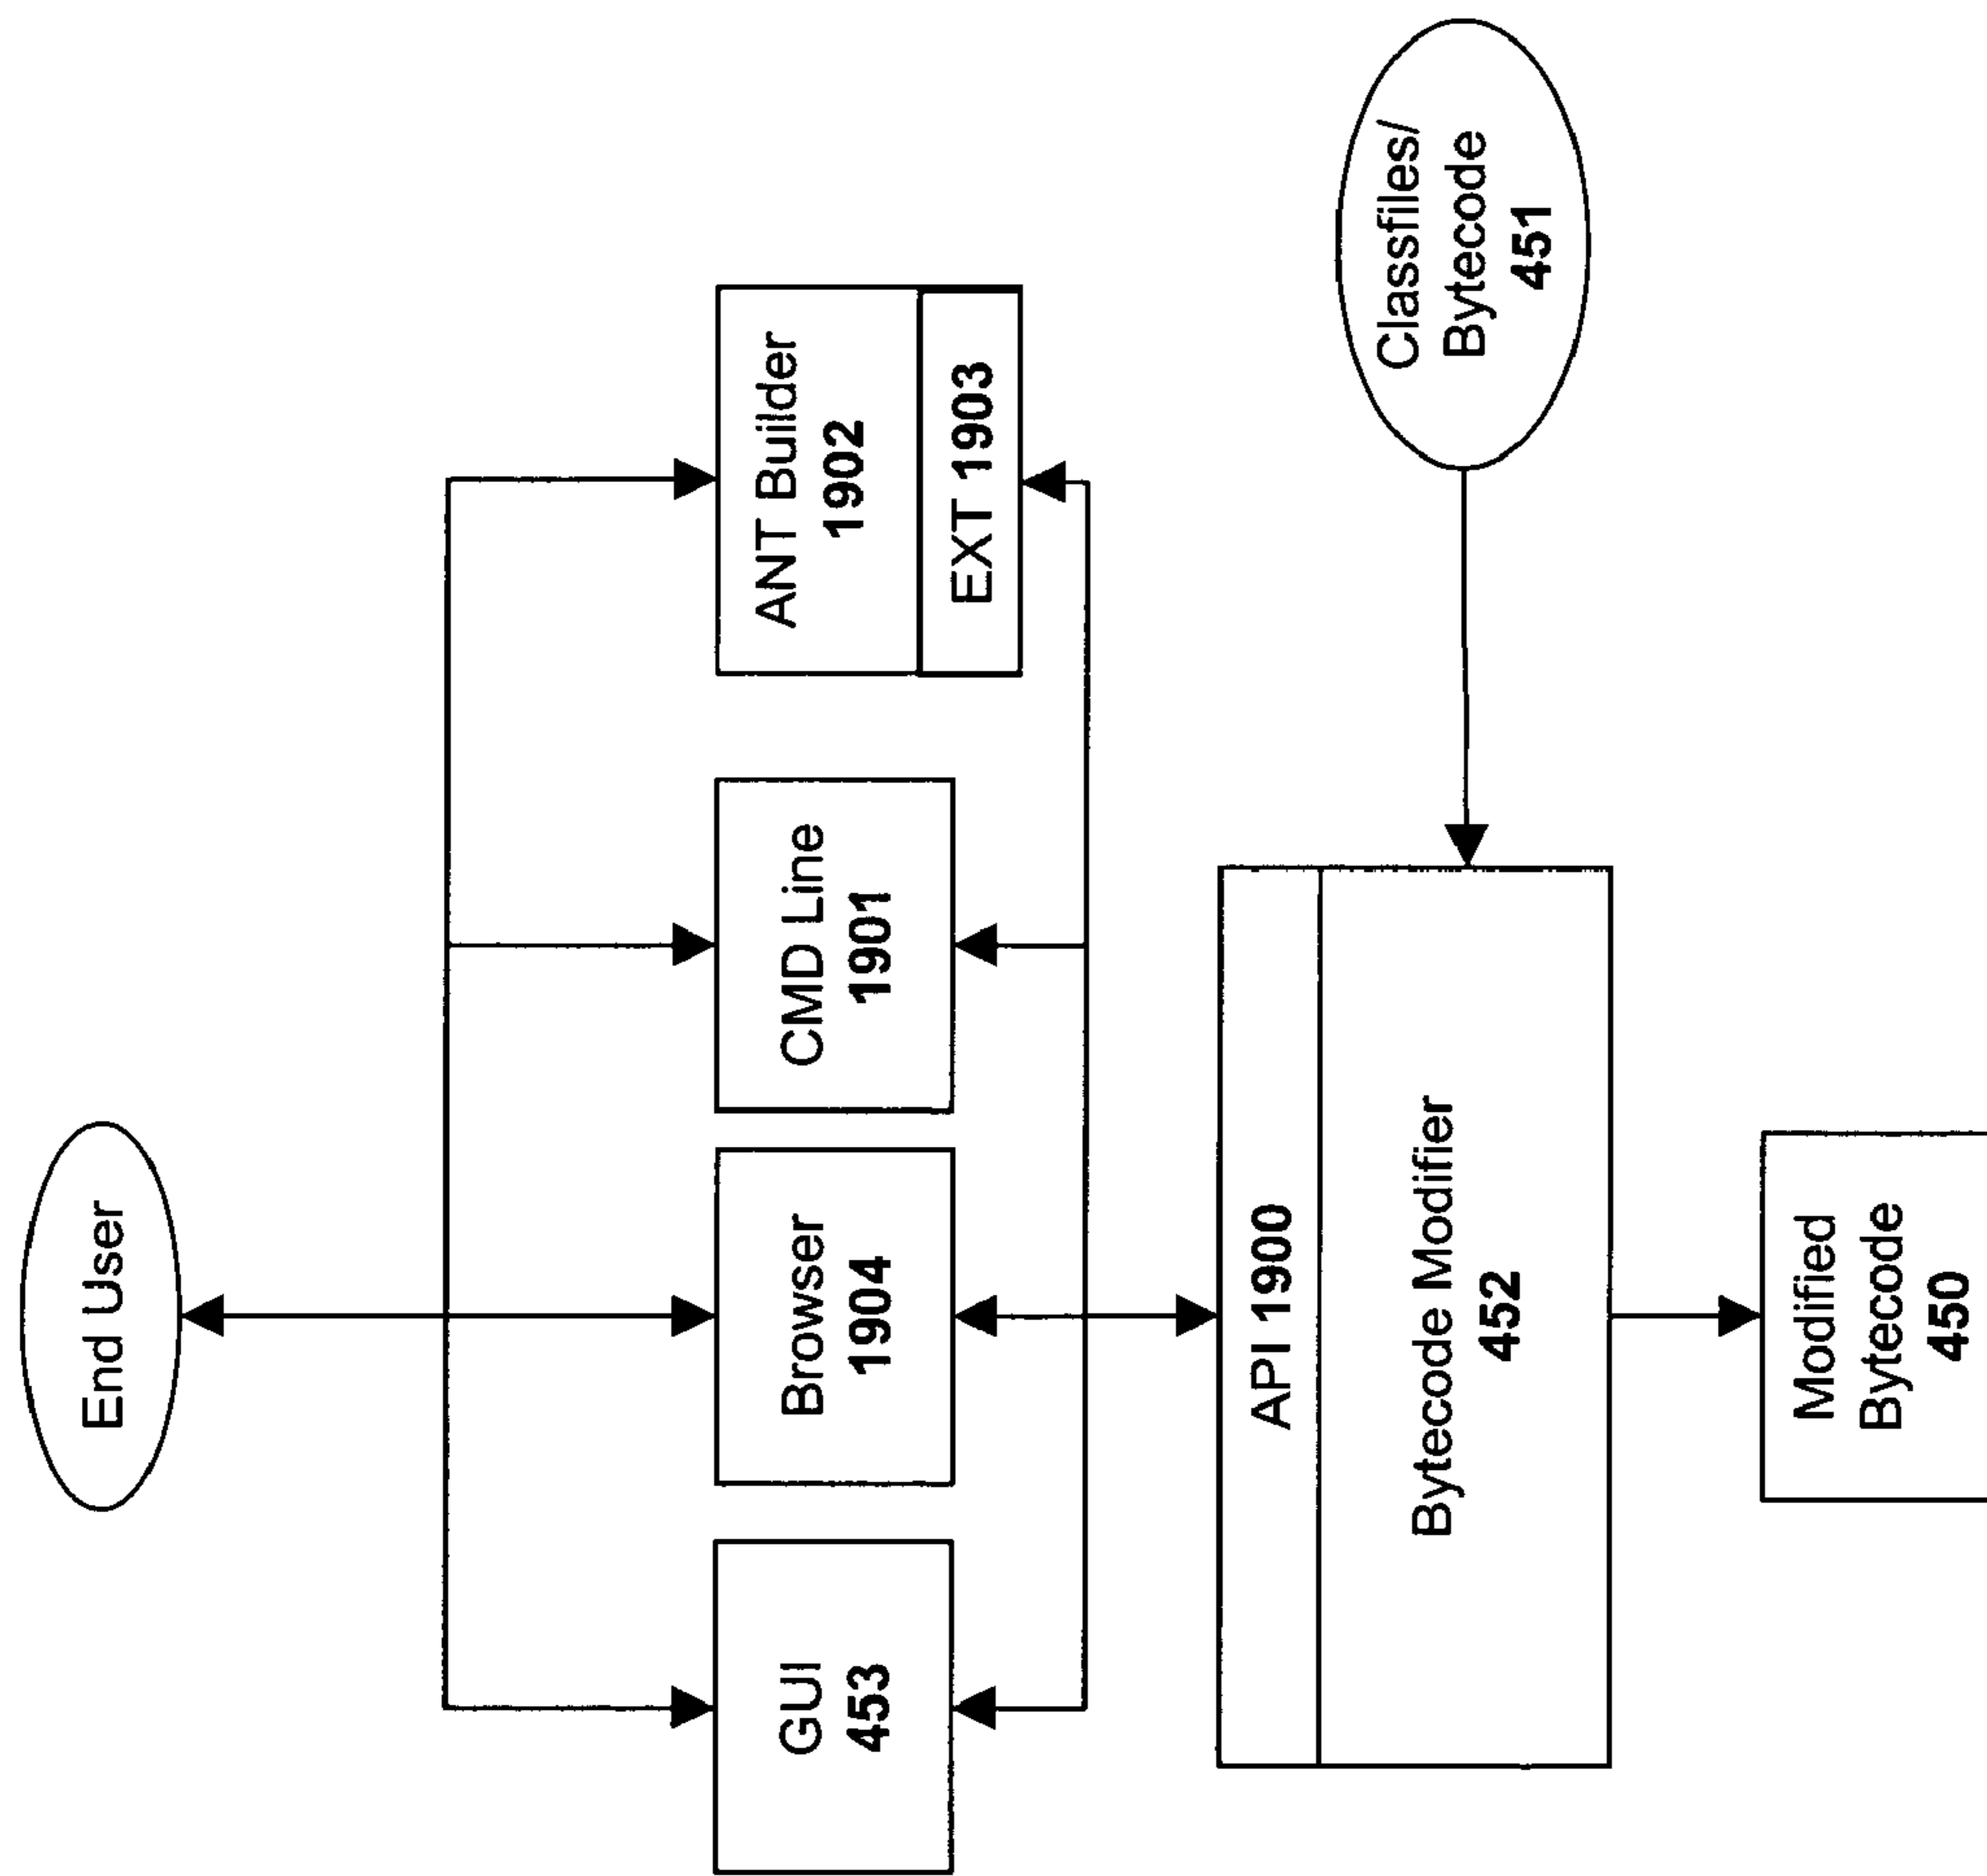 End User
GUI
453
Browser
1904
CMD Line
1901
ANT Builder
1902
EXT 1903
API 1900
Bytecode Modifier
452
Classfiles/
Bytecode
451
Modified
Bytecode
450